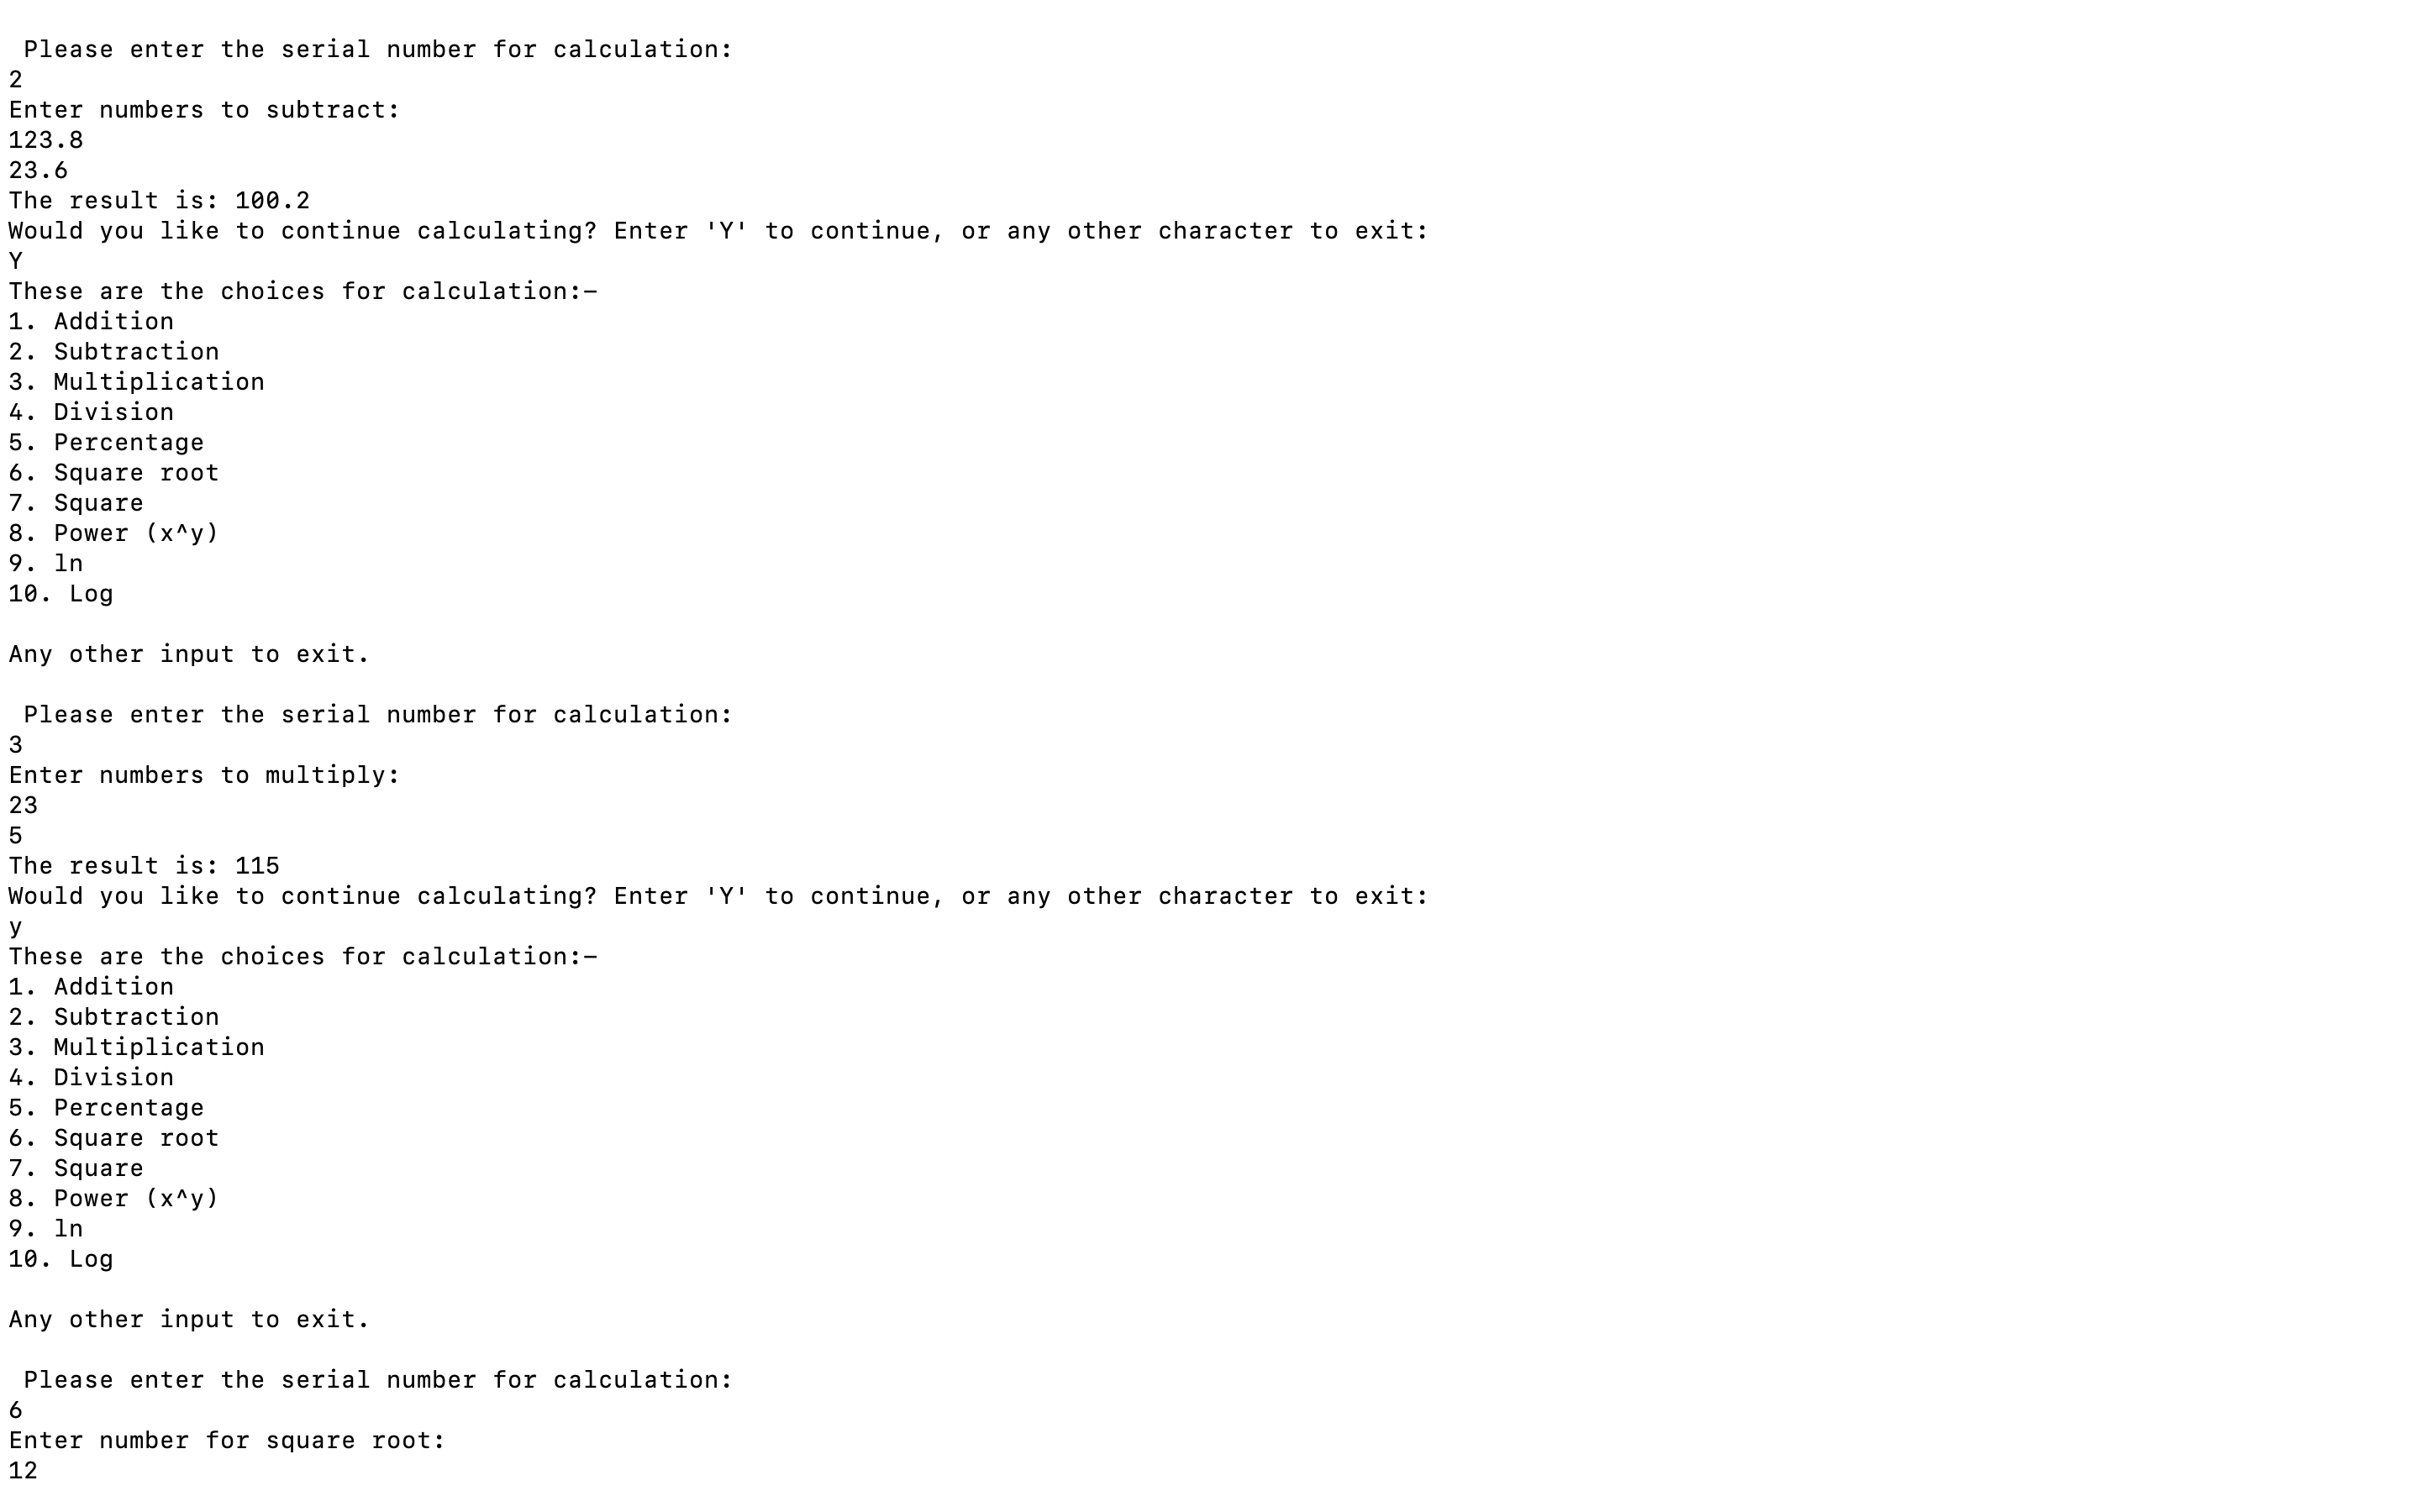 Please enter the serial number for calculation:
2
Enter numbers to subtract:
123.8
23.6
The result is: 100.2
Would you like to continue calculating? Enter 'Y' to continue, or any other character to exit:
Y
These are the choices for calculation:–
1. Addition
2. Subtraction
3. Multiplication
4. Division
5. Percentage
6. Square root
7. Square
8. Power (x^y)
9. ln
10. Log
Any other input to exit.
Please enter the serial number for calculation:
3
Enter numbers to multiply:
23
5
The result is: 115
Would you like to continue calculating? Enter 'Y' to continue, or any other character to exit:
y
These are the choices for calculation:–
1. Addition
2. Subtraction
3. Multiplication
4. Division
5. Percentage
6. Square root
7. Square
8. Power (x^y)
9. ln
10. Log
Any other input to exit.
Please enter the serial number for calculation:
6
Enter number for square root:
12